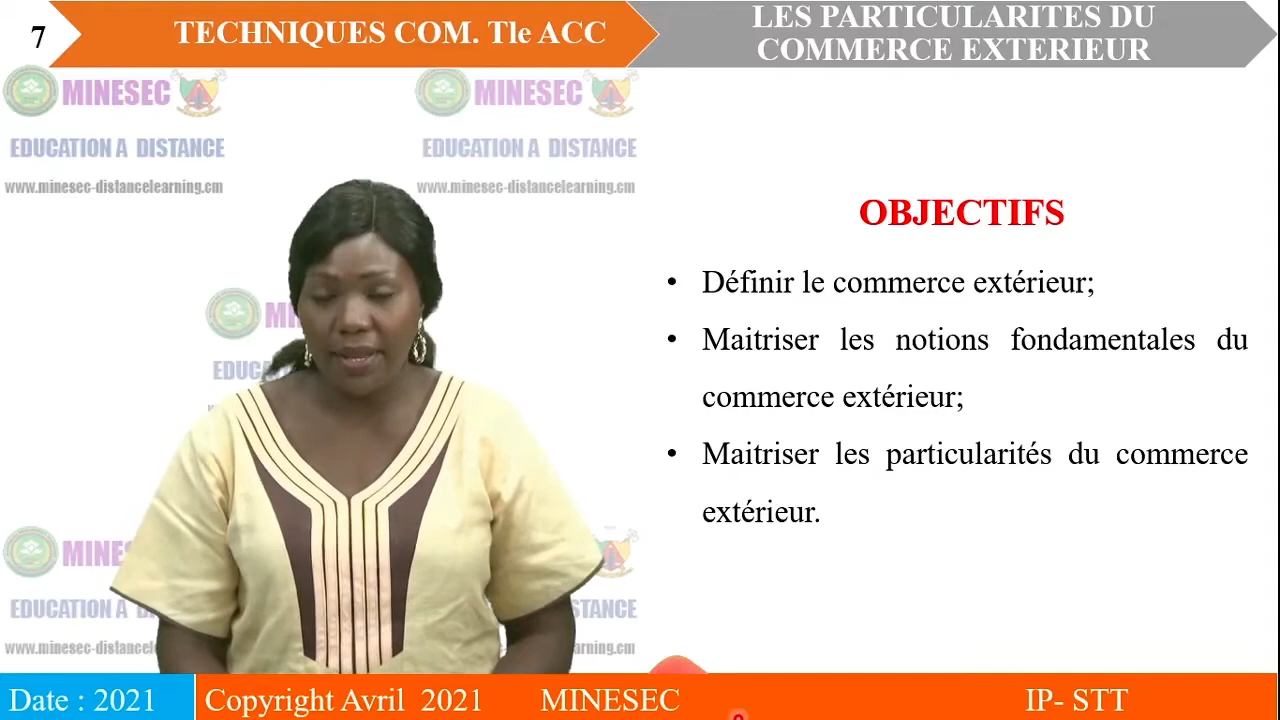 7
TECHNIQUES COM. Tle ACC
LES PARTICULARITES DU
COMMERCE EXTERIEUR
MINESEC
EDUCATION A DISTANCE
www.minesec-distancelearning.cm
MINESEC
EDUCATION A DISTANCE
www.minesec-distancelearning.cm
OBJECTIFS
• Définir le commerce extérieur;
• Maitriser les notions fondamentales du
commerce extérieur;
• Maitriser les particularités du commerce
extérieur.
Date : 2021
Copyright Avril 2021
MINESEC
IP- STT